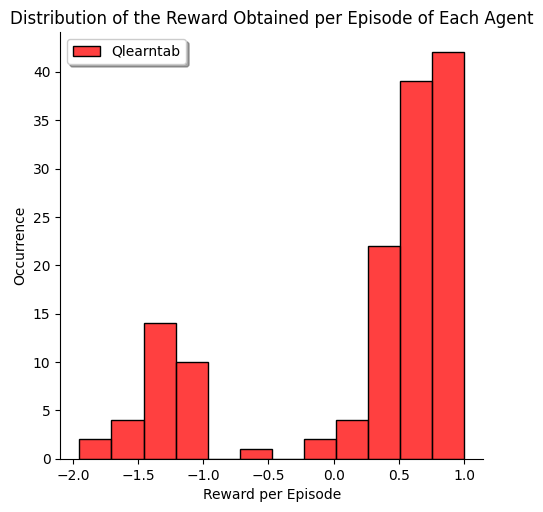 Distribution of the Reward Obtained per Episode of Each Agent
Qlearntab
Occurrence
40
35
30
25
20
15
10
5
0
−2.0 −1.5 −1.0 −0.5 0.0 0.5 1.0
Reward per Episode